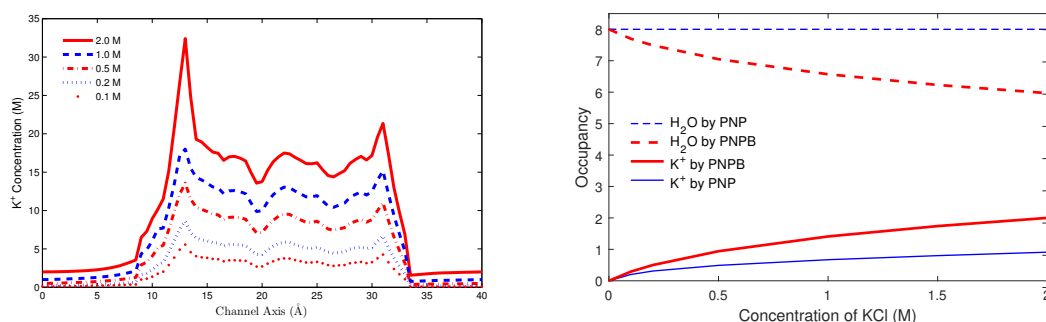 35
30
25
20
15
10
5
0
K⁺ Concentration (M)
2.0 M
1.0 M
0.5 M
0.2 M
0.1 M
0 5 10 15 20 25 30 35 40
Channel Axis (Å)
8
7
6
5
4
3
2
1
0
Occupancy
H₂O by PNP
H₂O by PNPB
K⁺ by PNPB
K⁺ by PNP
0 0.5 1 1.5 2
Concentration of KCl (M)